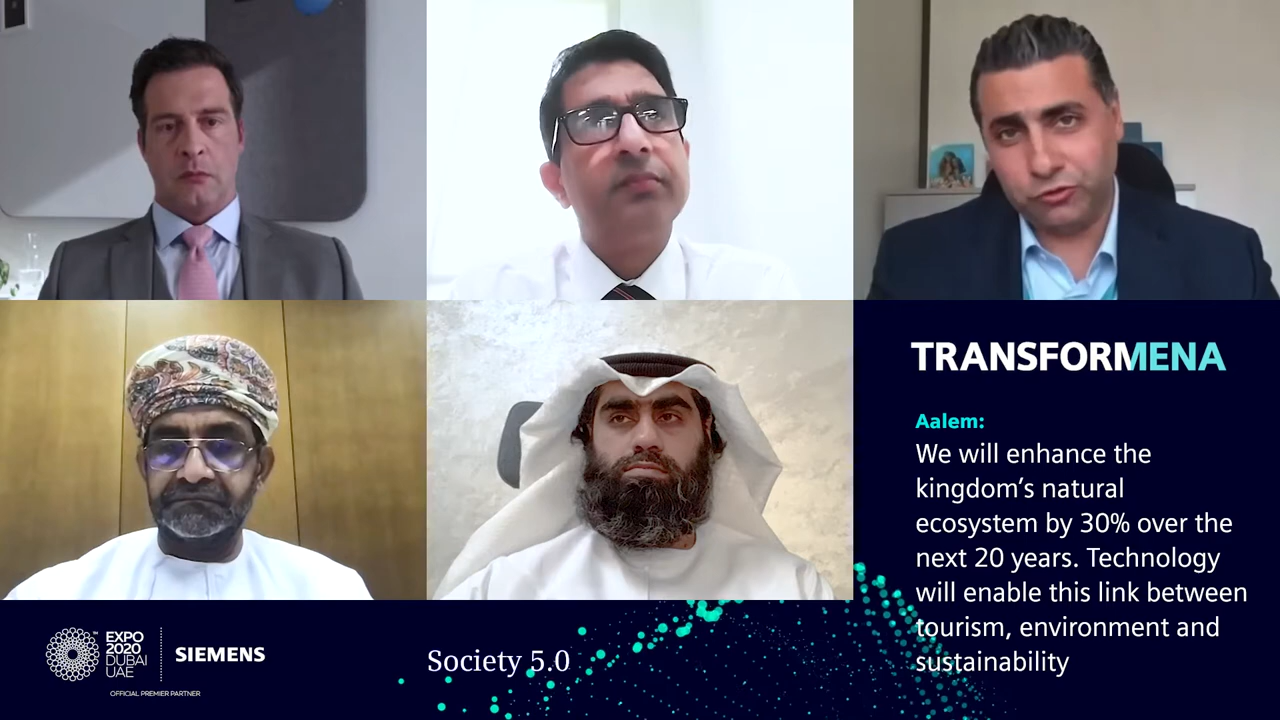 TRANSFORMENA
Aalem:
We will enhance the
kingdom’s natural
ecosystem by 30% over the
next 20 years. Technology
will enable this link between
tourism, environment and
sustainability
EXPO
2020
DUBAI
UAE
SIEMENS
OFFICIAL PREMIER PARTNER
Society 5.0